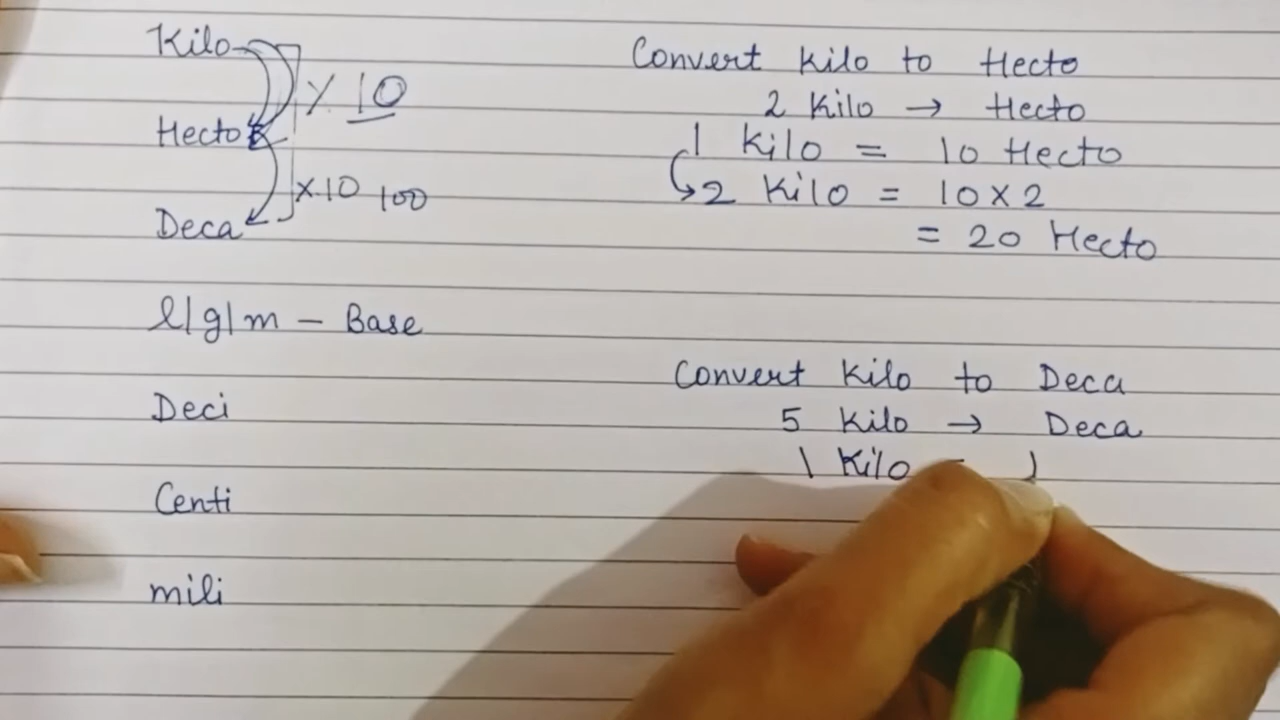 Kilo
x 10
Hecto
x10 100
Deca
l/g/m - Base
Deci
Centi
mili
Convert Kilo to Hecto
2 Kilo → Hecto
1 Kilo = 10 Hecto
2 Kilo = 10 x 2
= 20 Hecto
Convert Kilo to Deca
5 Kilo → Deca
1 Kilo